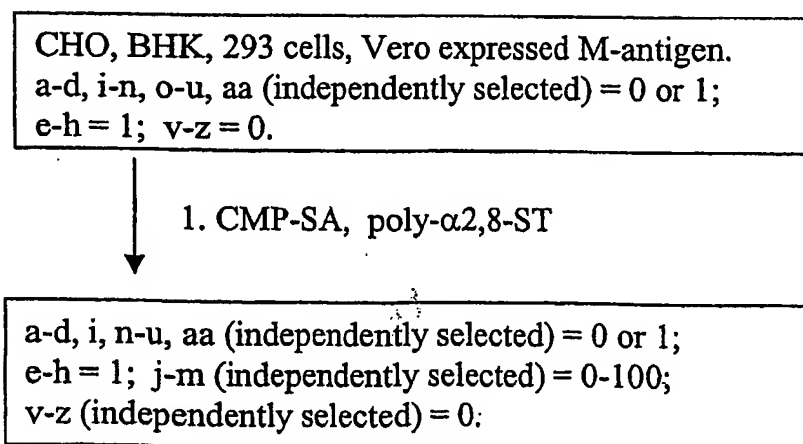 CHO, BHK, 293 cells, Vero expressed M-antigen.
a-d, i-n, o-u, aa (independently selected) = 0 or 1;
e-h = 1; v-z = 0.
1. CMP-SA, poly-α2,8-ST
a-d, i, n-u, aa (independently selected) = 0 or 1;
e-h = 1; j-m (independently selected) = 0-100;
v-z (independently selected) = 0.